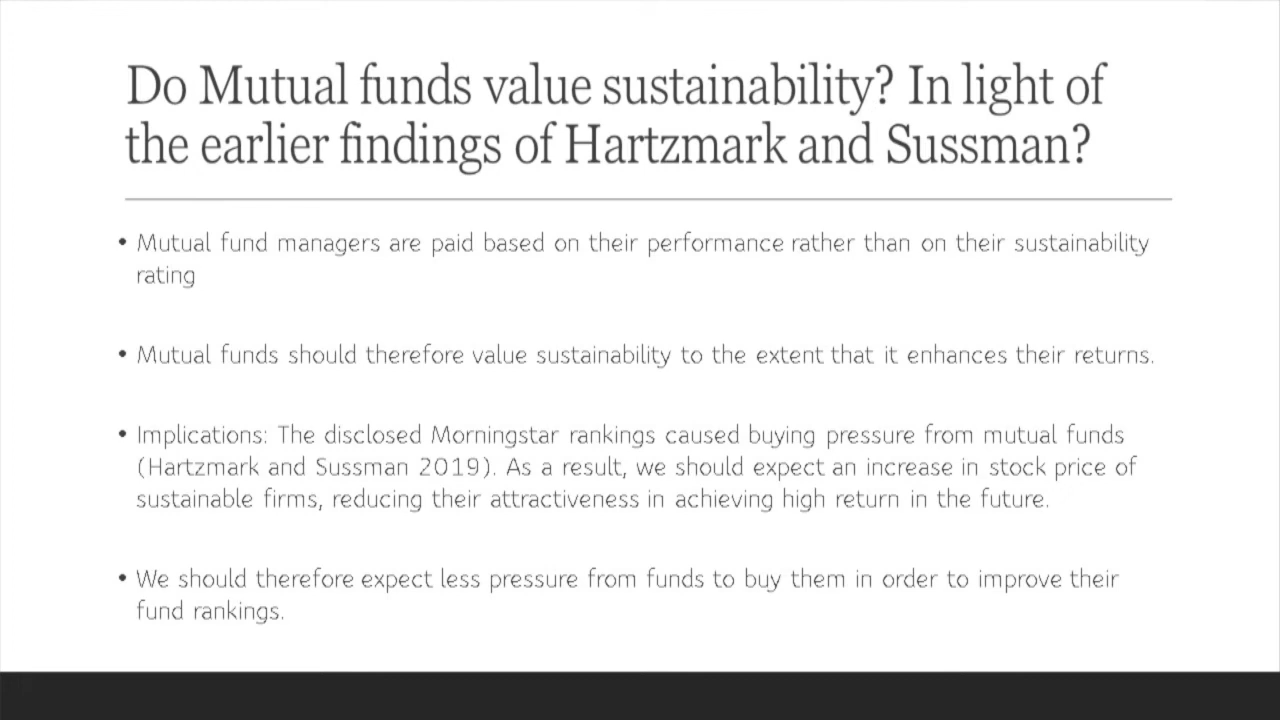 Do Mutual funds value sustainability? In light of
the earlier findings of Hartzmark and Sussman?
• Mutual fund managers are paid based on their performance rather than on their sustainability
rating
• Mutual funds should therefore value sustainability to the extent that it enhances their returns.
• Implications: The disclosed Morningstar rankings caused buying pressure from mutual funds
(Hartzmark and Sussman 2019). As a result, we should expect an increase in stock price of
sustainable firms, reducing their attractiveness in achieving high return in the future.
• We should therefore expect less pressure from funds to buy them in order to improve their
fund rankings.